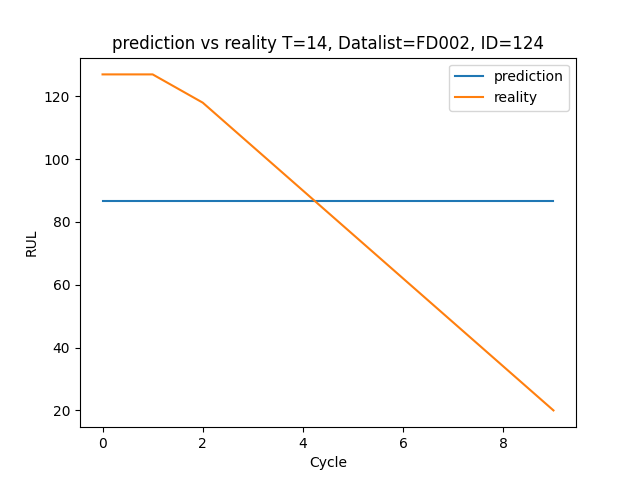 prediction vs reality T=14, Datalist=FD002, ID=124
prediction
reality
120
100
80
60
40
20
RUL
0 2 4 6 8
Cycle